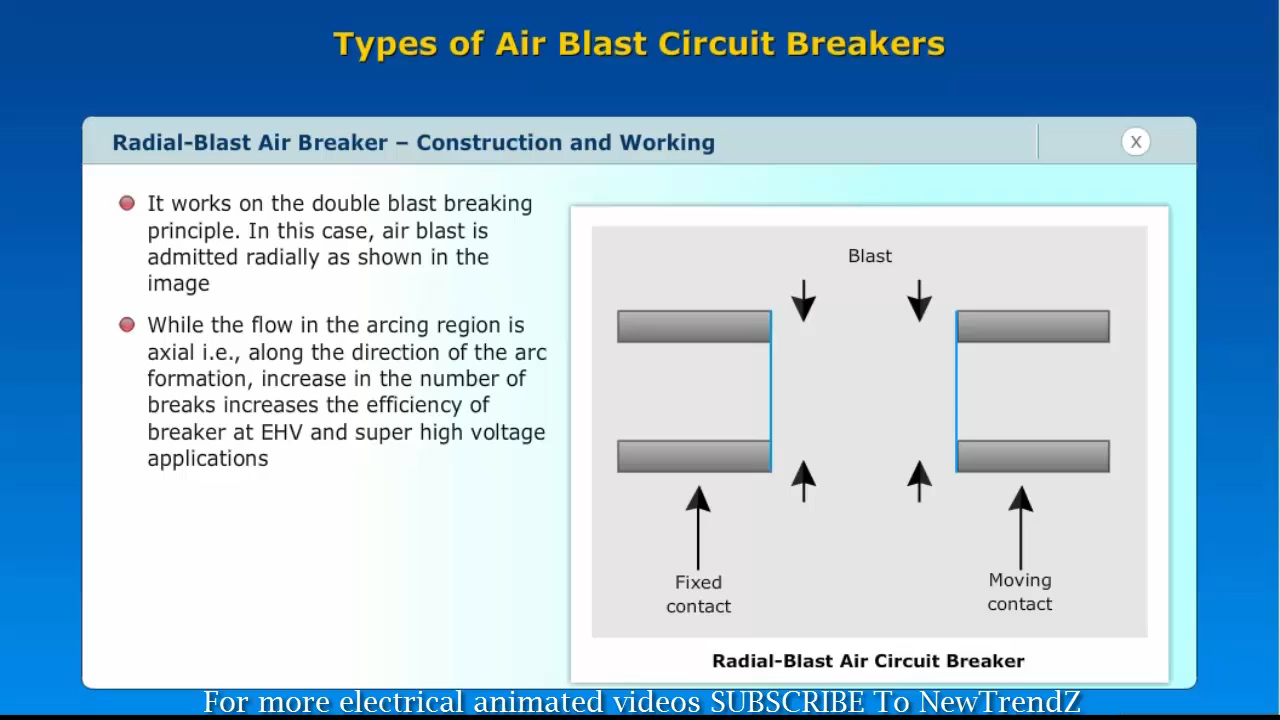 Types of Air Blast Circuit Breakers
Radial-Blast Air Breaker – Construction and Working
X
It works on the double blast breaking
principle. In this case, air blast is
admitted radially as shown in the
image
While the flow in the arcing region is
axial i.e., along the direction of the arc
formation, increase in the number of
breaks increases the efficiency of
breaker at EHV and super high voltage
applications
Blast
Fixed
contact
Moving
contact
Radial-Blast Air Circuit Breaker
For more electrical animated videos SUBSCRIBE To NewTrendZ